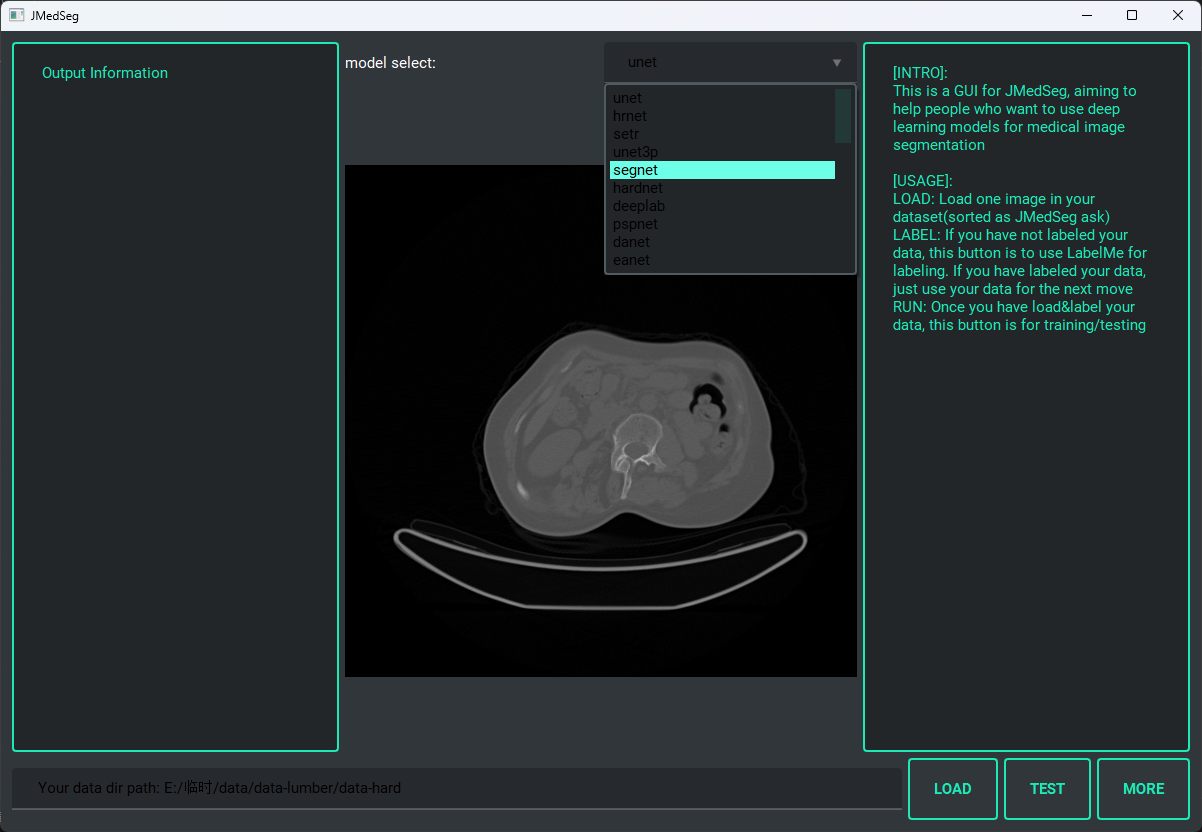 JMedSeg
Output Information
model select:
unet
unet
hrnet
setr
unet3p
segnet
hardnet
deeplab
pspnet
danet
eanet
[INTRO]:
This is a GUI for JMedSeg, aiming to
help people who want to use deep
learning models for medical image
segmentation
[USAGE]:
LOAD: Load one image in your
dataset(sorted as JMedSeg ask)
LABEL: If you have not labeled your
data, this button is to use LabelMe for
labeling. If you have labeled your data,
just use your data for the next move
RUN: Once you have load&label your
data, this button is for training/testing
Your data dir path: E:/临时/data/data-lumber/data-hard
LOAD
TEST
MORE